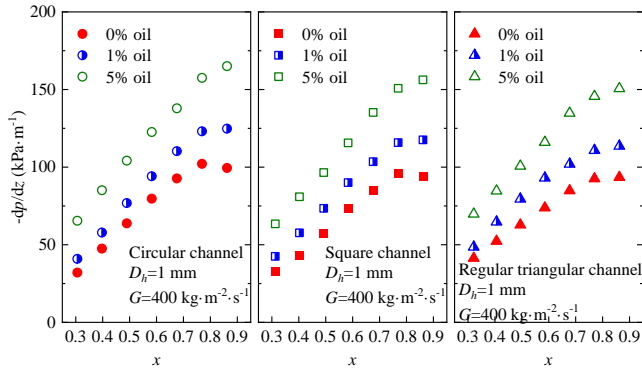 200
150
100
50
0
-dp/dz (kPa·m⁻¹)
0% oil
1% oil
5% oil
Circular channel
Dₕ=1 mm
G=400 kg·m⁻²·s⁻¹
0.3 0.4 0.5 0.6 0.7 0.8 0.9
x
0% oil
1% oil
5% oil
Square channel
Dₕ=1 mm
G=400 kg·m⁻²·s⁻¹
0.3 0.4 0.5 0.6 0.7 0.8 0.9
x
0% oil
1% oil
5% oil
Regular triangular channel
Dₕ=1 mm
G=400 kg·m⁻²·s⁻¹
0.3 0.4 0.5 0.6 0.7 0.8 0.9
x